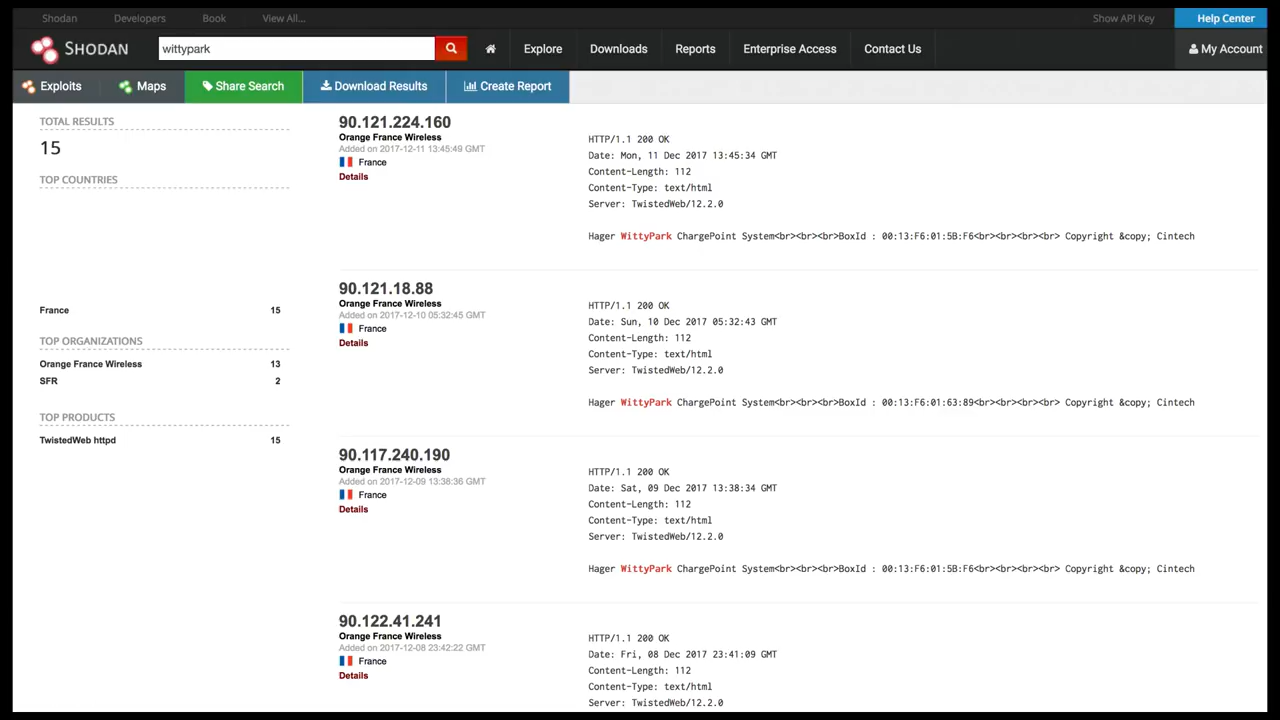 Shodan Developers Book View All... Show API Key Help Center
SHODAN wittypark Explore Downloads Reports Enterprise Access Contact Us My Account
Exploits Maps Share Search Download Results Create Report
TOTAL RESULTS
15
TOP COUNTRIES
France 15
TOP ORGANIZATIONS
Orange France Wireless 13
SFR 2
TOP PRODUCTS
TwistedWeb httpd 15
90.121.224.160
Orange France Wireless
Added on 2017-12-11 13:45:49 GMT
France
Details
HTTP/1.1 200 OK
Date: Mon, 11 Dec 2017 13:45:34 GMT
Content-Length: 112
Content-Type: text/html
Server: TwistedWeb/12.2.0
Hager WittyPark ChargePoint System<br><br><br>BoxId : 00:13:F6:01:5B:F6<br><br><br><br> Copyright &copy; Cintech
90.121.18.88
Orange France Wireless
Added on 2017-12-10 05:32:45 GMT
France
Details
HTTP/1.1 200 OK
Date: Sun, 10 Dec 2017 05:32:43 GMT
Content-Length: 112
Content-Type: text/html
Server: TwistedWeb/12.2.0
Hager WittyPark ChargePoint System<br><br><br>BoxId : 00:13:F6:01:63:89<br><br><br><br> Copyright &copy; Cintech
90.117.240.190
Orange France Wireless
Added on 2017-12-09 13:38:36 GMT
France
Details
HTTP/1.1 200 OK
Date: Sat, 09 Dec 2017 13:38:34 GMT
Content-Length: 112
Content-Type: text/html
Server: TwistedWeb/12.2.0
Hager WittyPark ChargePoint System<br><br><br>BoxId : 00:13:F6:01:5B:F6<br><br><br><br> Copyright &copy; Cintech
90.122.41.241
Orange France Wireless
Added on 2017-12-08 23:42:22 GMT
France
Details
HTTP/1.1 200 OK
Date: Fri, 08 Dec 2017 23:41:09 GMT
Content-Length: 112
Content-Type: text/html
Server: TwistedWeb/12.2.0